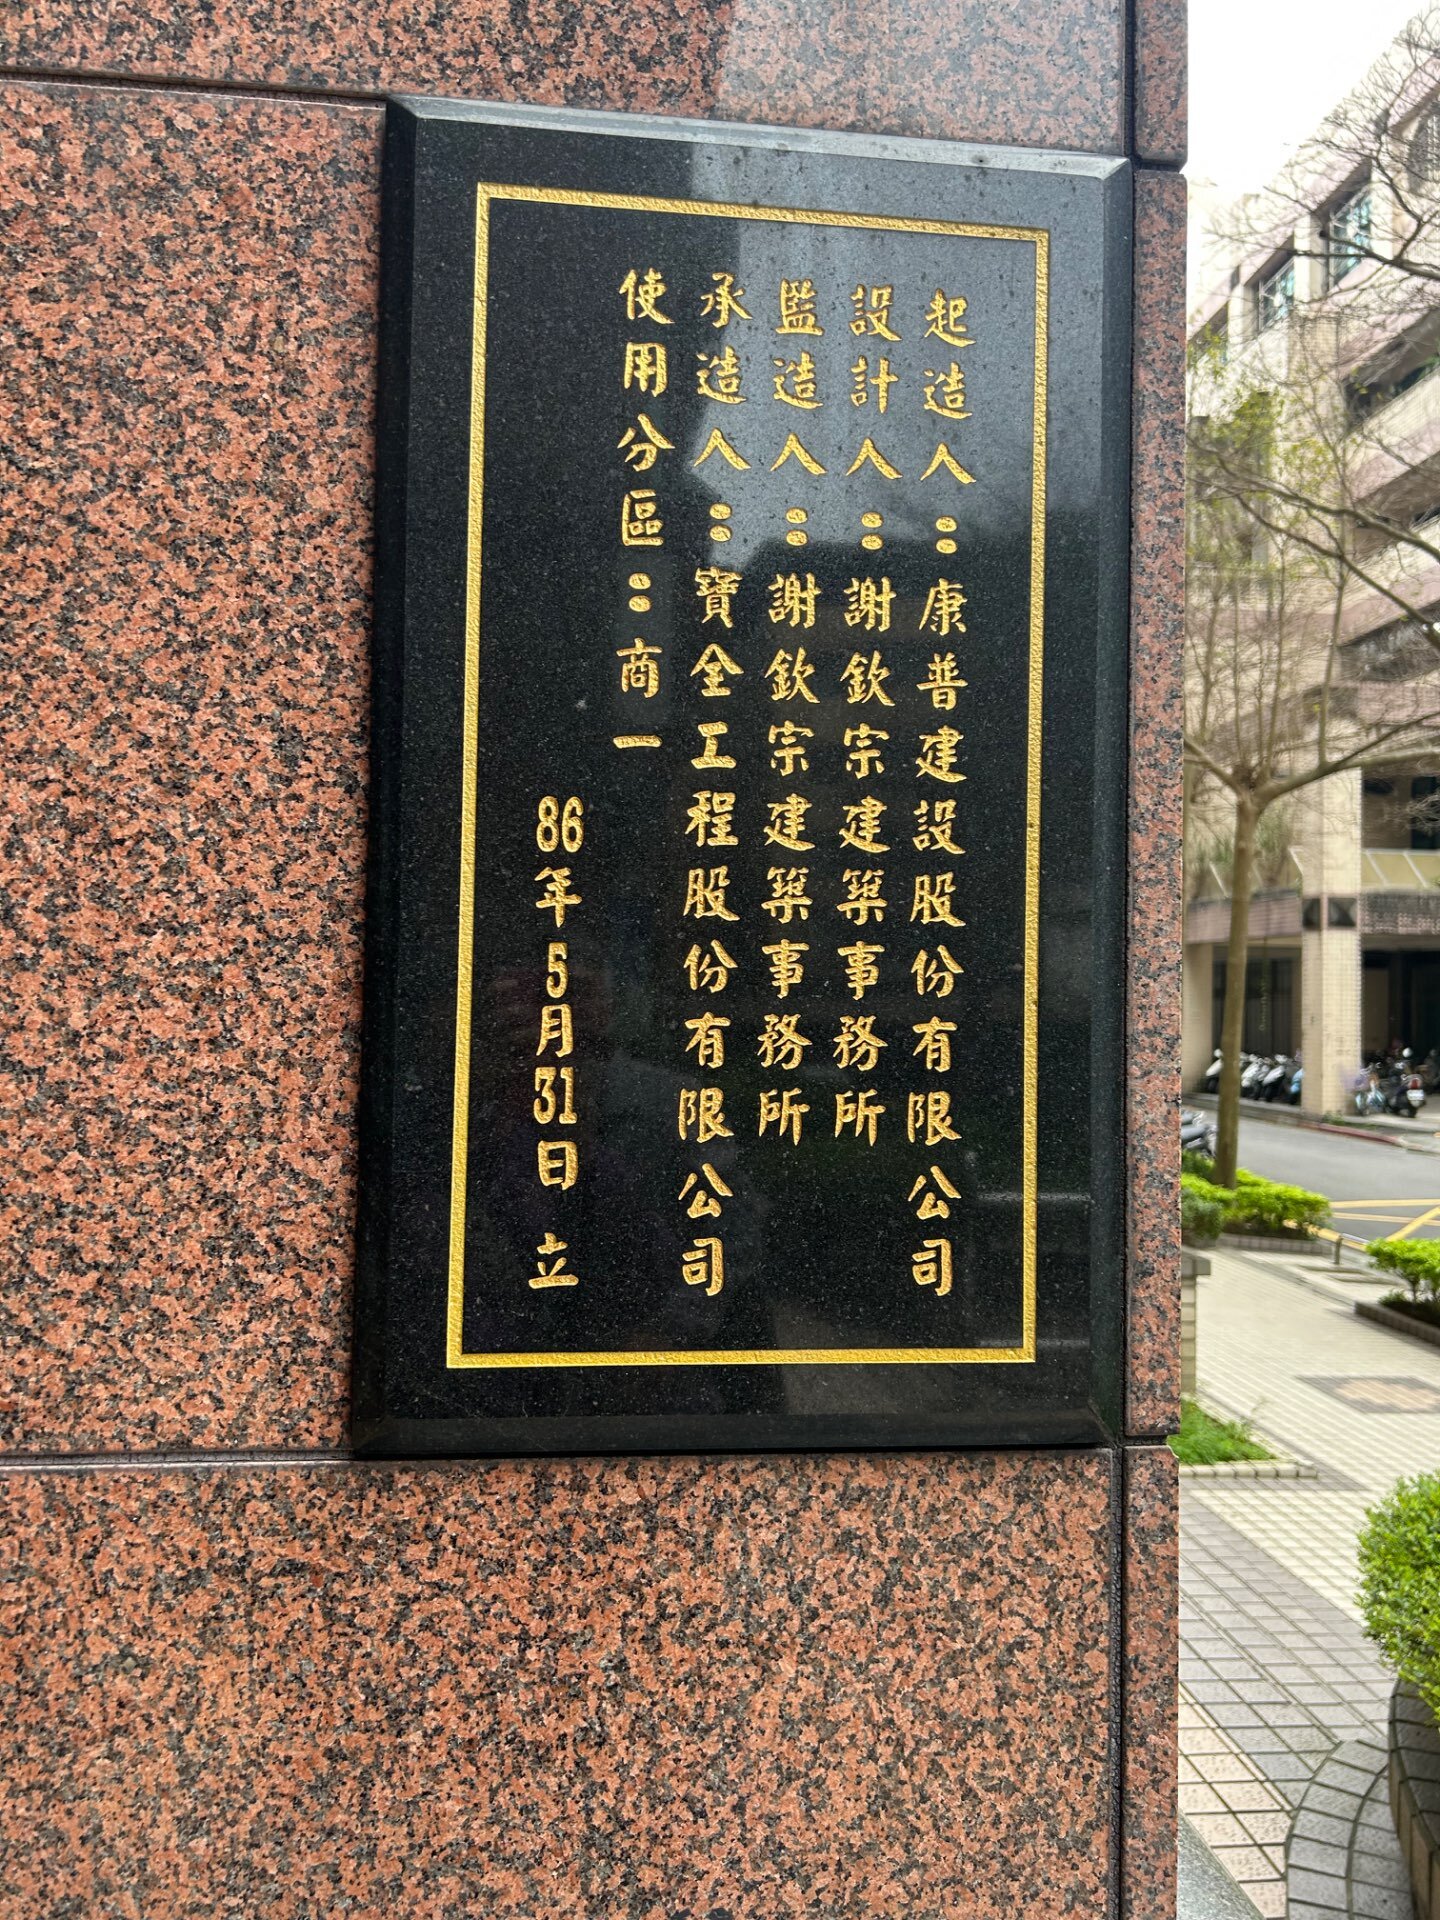 起造人：康普建設股份有限公司
設計人：謝欽宗建築事務所
監造人：謝欽宗建築事務所
承造人：寶全工程股份有限公司
使用分區：商一
86年5月31日 立